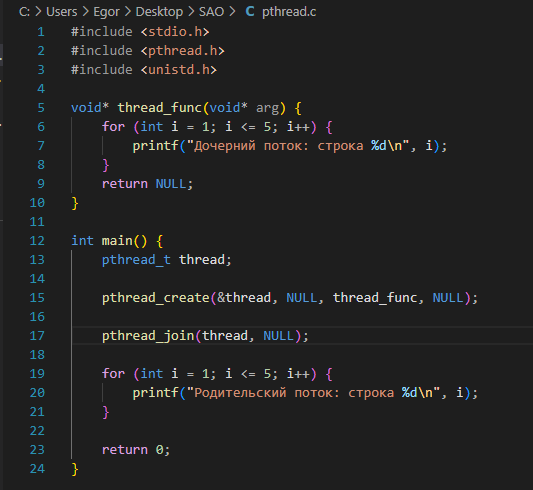 C: > Users > Egor > Desktop > SAO > C pthread.c
1 #include <stdio.h>
2 #include <pthread.h>
3 #include <unistd.h>
4
5 void* thread_func(void* arg) {
6     for (int i = 1; i <= 5; i++) {
7         printf("Дочерний поток: строка %d\n", i);
8     }
9     return NULL;
10 }
11
12 int main() {
13     pthread_t thread;
14
15     pthread_create(&thread, NULL, thread_func, NULL);
16
17     pthread_join(thread, NULL);
18
19     for (int i = 1; i <= 5; i++) {
20         printf("Родительский поток: строка %d\n", i);
21     }
22
23     return 0;
24 }